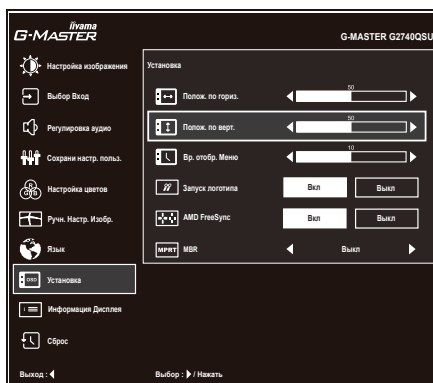 iiyama
G-MASTER
G-MASTER G2740QSU
Настройка изображения
Выбор Вход
Регулировка аудио
Сохрани настр. польз.
R G B
Настройка цветов
Ручн. Настр. Изобр.
Язык
OSD Установка
i Информация Дисплея
Сброс
Установка
Полож. по гориз.
50
Полож. по верт.
50
Вр. отобр. Меню
10
Запуск логотипа
Вкл
Выкл
AMD FreeSync
Вкл
Выкл
MPRT MBR
Выкл
Выход :
Выбор : / Нажать